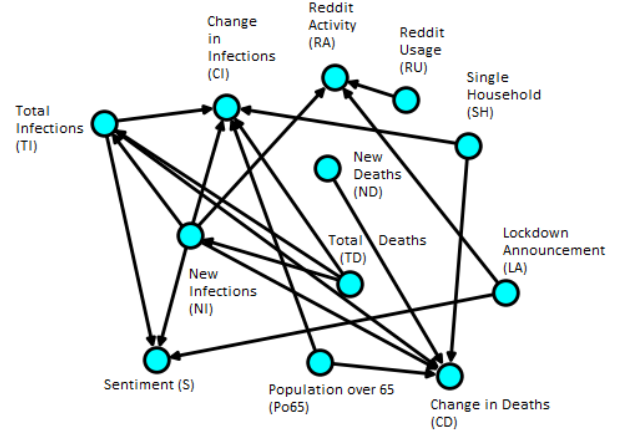 Change
in
Infections
(CI)
Reddit
Activity
(RA)
Reddit
Usage
(RU)
Single
Household
(SH)
Total
Infections
(TI)
New
Deaths
(ND)
Total Deaths
(TD)
Lockdown
Announcement
(LA)
New
Infections
(NI)
Sentiment (S)
Population over 65
(Po65)
Change in Deaths
(CD)